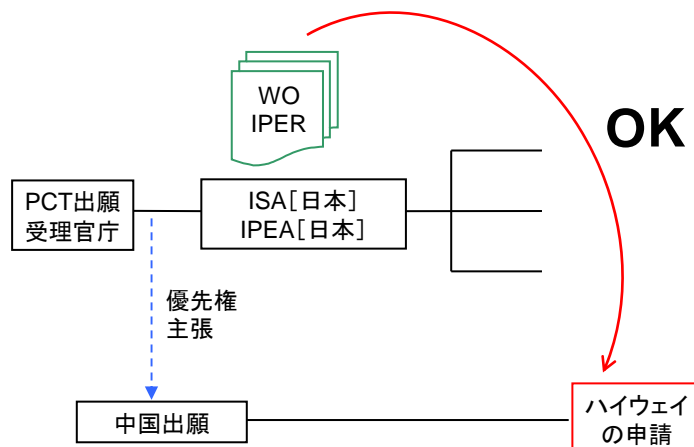 WO
IPER
OK
PCT出願
受理官庁
ISA[日本]
IPEA[日本]
優先権
主張
中国出願
ハイウェイ
の申請